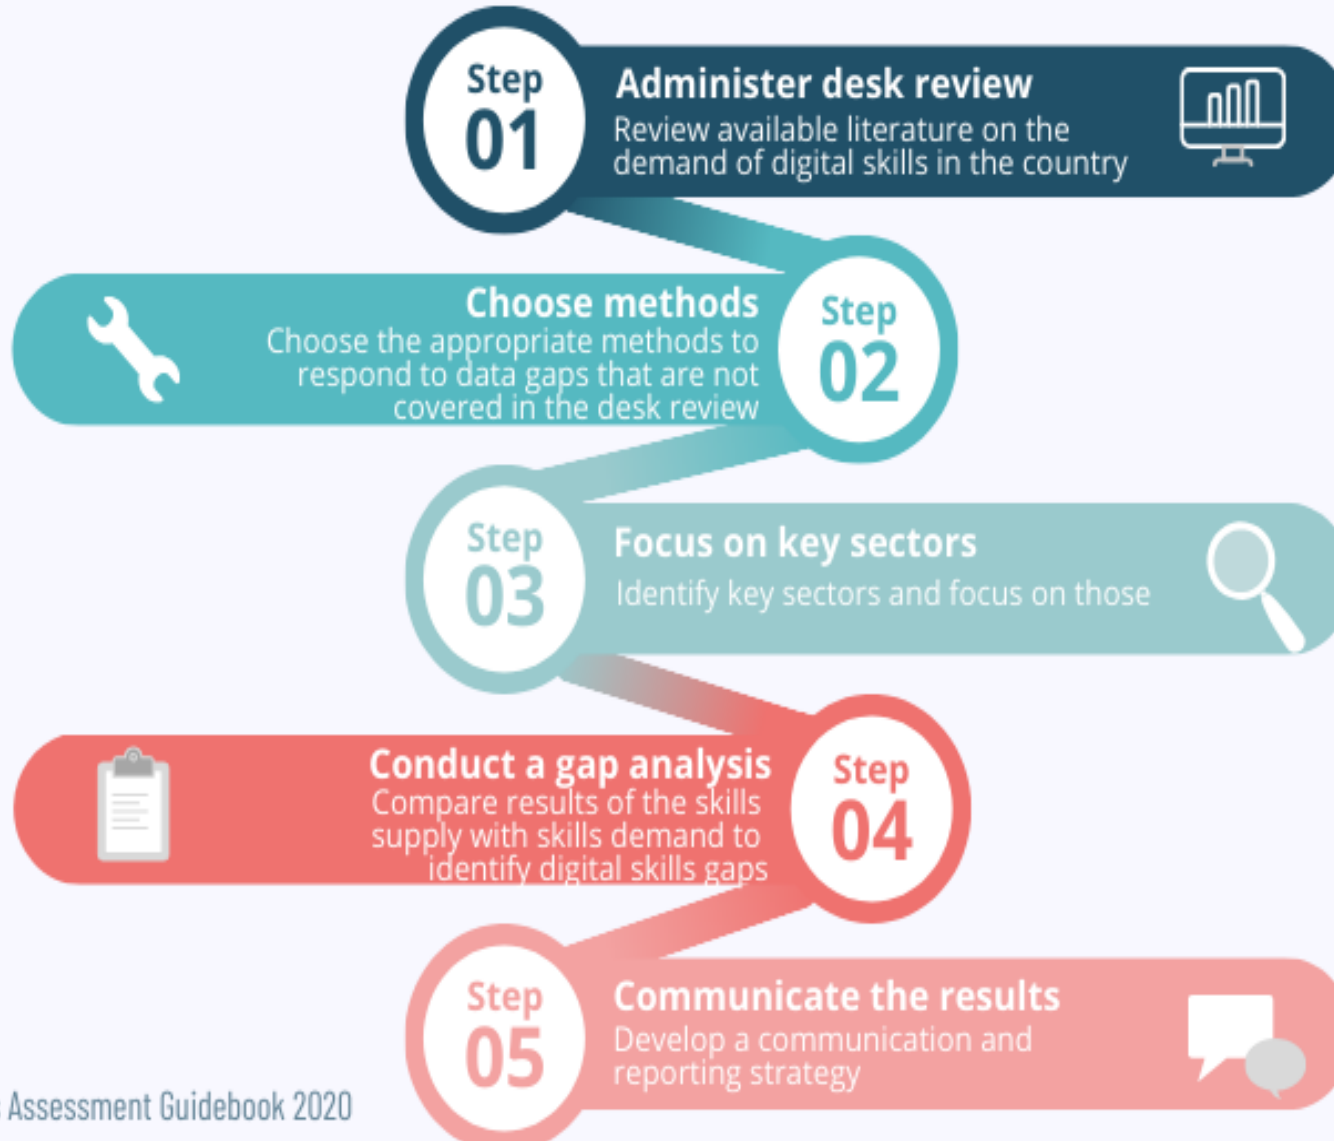 Step
01
Administer desk review
Review available literature on the
demand of digital skills in the country
Choose methods
Choose the appropriate methods to
respond to data gaps that are not
covered in the desk review
Step
02
Step
03
Focus on key sectors
Identify key sectors and focus on those
Conduct a gap analysis
Compare results of the skills
supply with skills demand to
identify digital skills gaps
Step
04
Step
05
Communicate the results
Develop a communication and
reporting strategy
Assessment Guidebook 2020